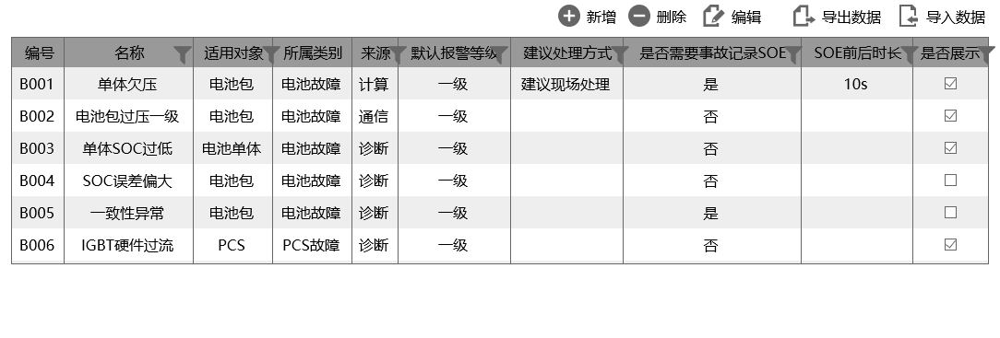 新增 删除 编辑 导出数据 导入数据
编号 名称 适用对象 所属类别 来源 默认报警等级 建议处理方式 是否需要事故记录SOE SOE前后时长 是否展示
B001 单体欠压 电池包 电池故障 计算 一级 建议现场处理 是 10s
B002 电池包过压一级 电池包 电池故障 通信 一级 否
B003 单体SOC过低 电池单体 电池故障 诊断 一级 否
B004 SOC误差偏大 电池包 电池故障 诊断 一级 否
B005 一致性异常 电池包 电池故障 诊断 一级 是
B006 IGBT硬件过流 PCS PCS故障 诊断 一级 否